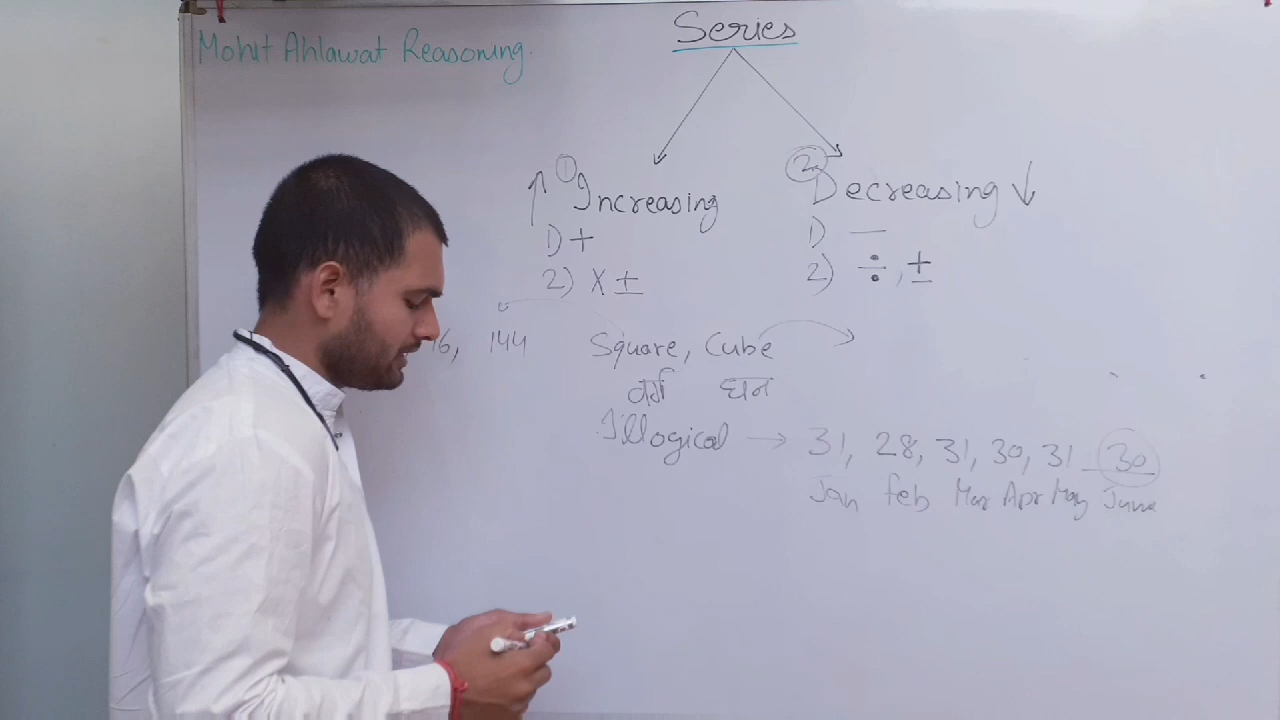 Mohit Ahlawat Reasoning.
Series
↑ ① Increasing
1) +
2) × ±
② Decreasing ↓
1) —
2) ÷, ±
16, 144 Square, Cube
वर्ग घन
Illogical → 31, 28, 31, 30, 31 30
Jan Feb Mar Apr May June